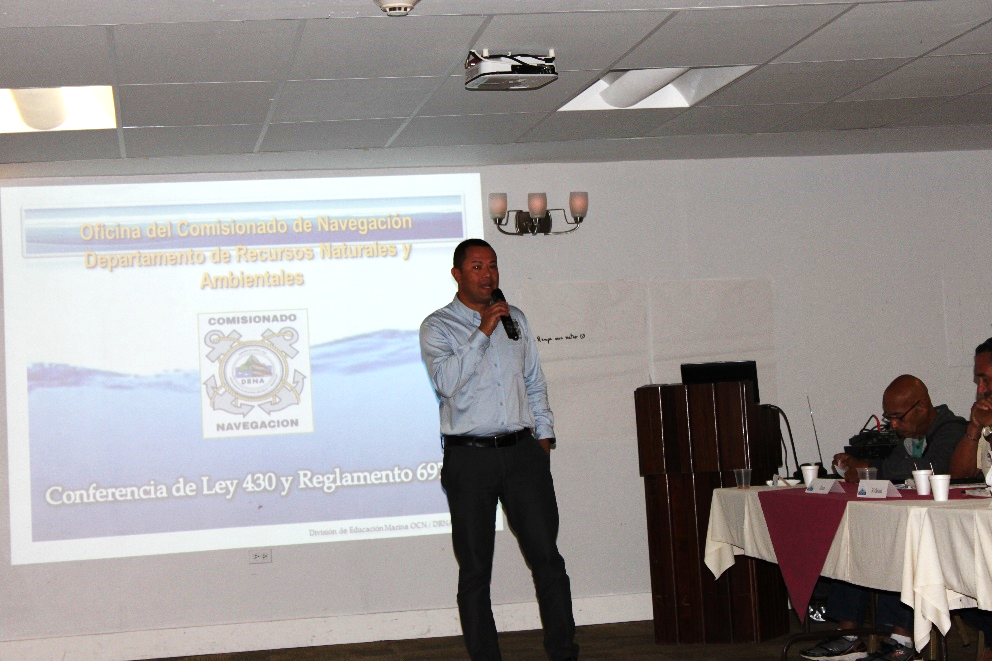 Oficina del Comisionado de Navegación
Departamento de Recursos Naturales y
Ambientales
COMISIONADO
DRNA
NAVEGACION
Conferencia de Ley 430 y Reglamento
División de Educación Marina OCN / DRNA